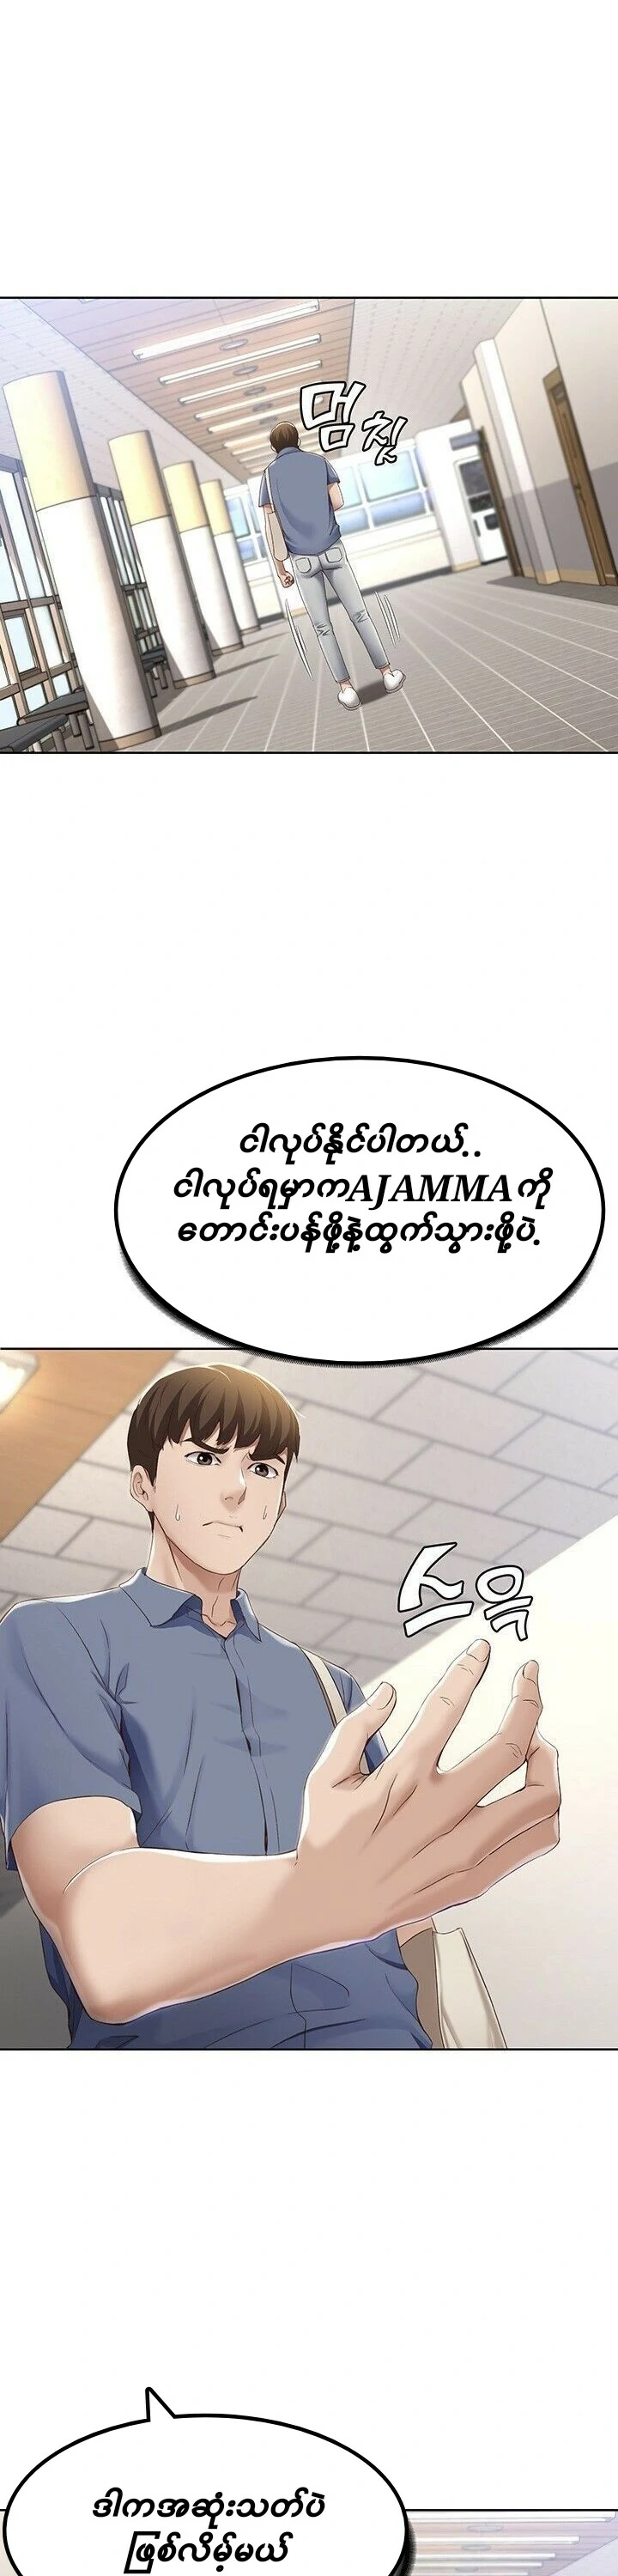 멈칫
ငါလုပ်နိုင်ပါတယ်..
ငါလုပ်ရမှာကAJAMMAကို
တောင်းပန်ဖို့နဲ့ထွက်သွားဖို့ပဲ.
스윽
ဒါကအဆုံးသတ်ပဲ
ဖြစ်လိမ့်မယ်